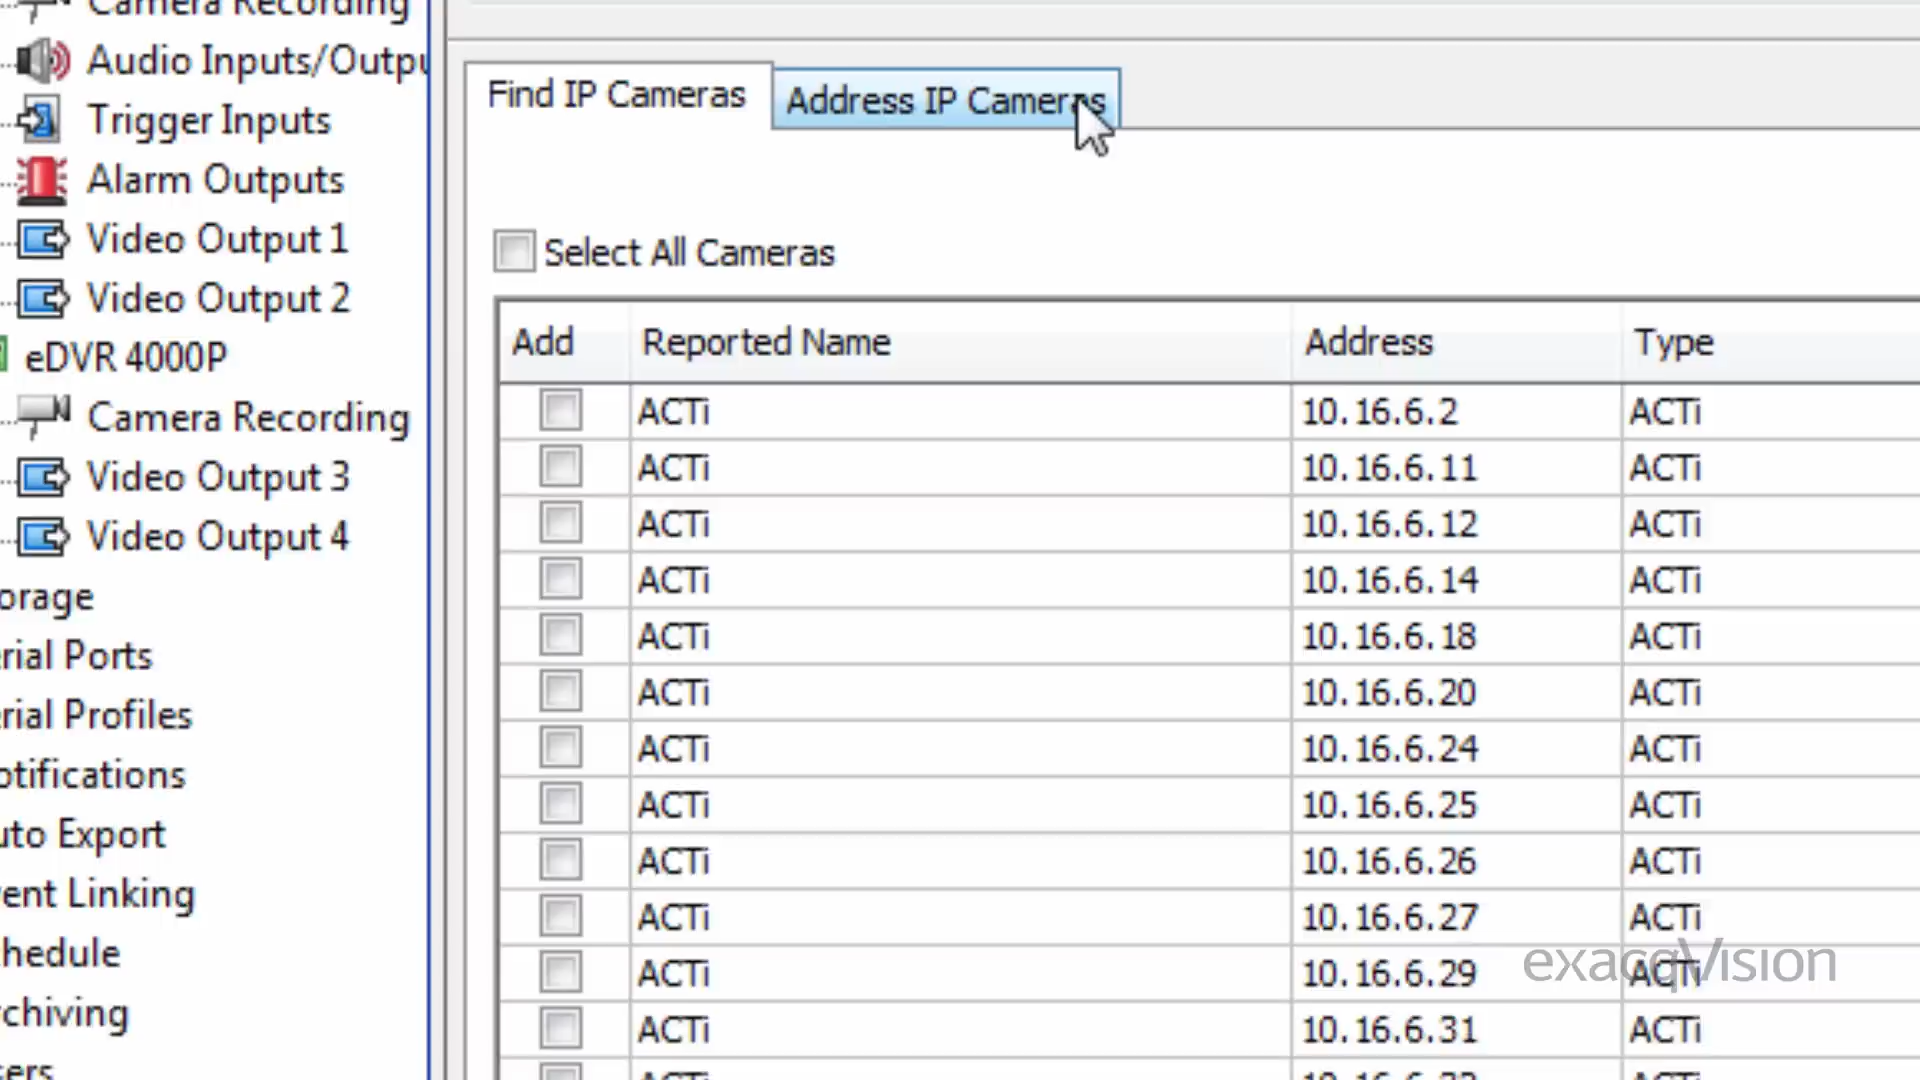 Camera Recording
Audio Inputs/Outpu
Trigger Inputs
Alarm Outputs
Video Output 1
Video Output 2
eDVR 4000P
Camera Recording
Video Output 3
Video Output 4
orage
rial Ports
rial Profiles
otifications
uto Export
vent Linking
chedule
rchiving
sers
Find IP Cameras
Address IP Cameras
Select All Cameras
Add Reported Name Address Type
ACTi 10.16.6.2 ACTi
ACTi 10.16.6.11 ACTi
ACTi 10.16.6.12 ACTi
ACTi 10.16.6.14 ACTi
ACTi 10.16.6.18 ACTi
ACTi 10.16.6.20 ACTi
ACTi 10.16.6.24 ACTi
ACTi 10.16.6.25 ACTi
ACTi 10.16.6.26 ACTi
ACTi 10.16.6.27 ACTi
ACTi 10.16.6.29 ACTi
ACTi 10.16.6.31 ACTi
exacqVision